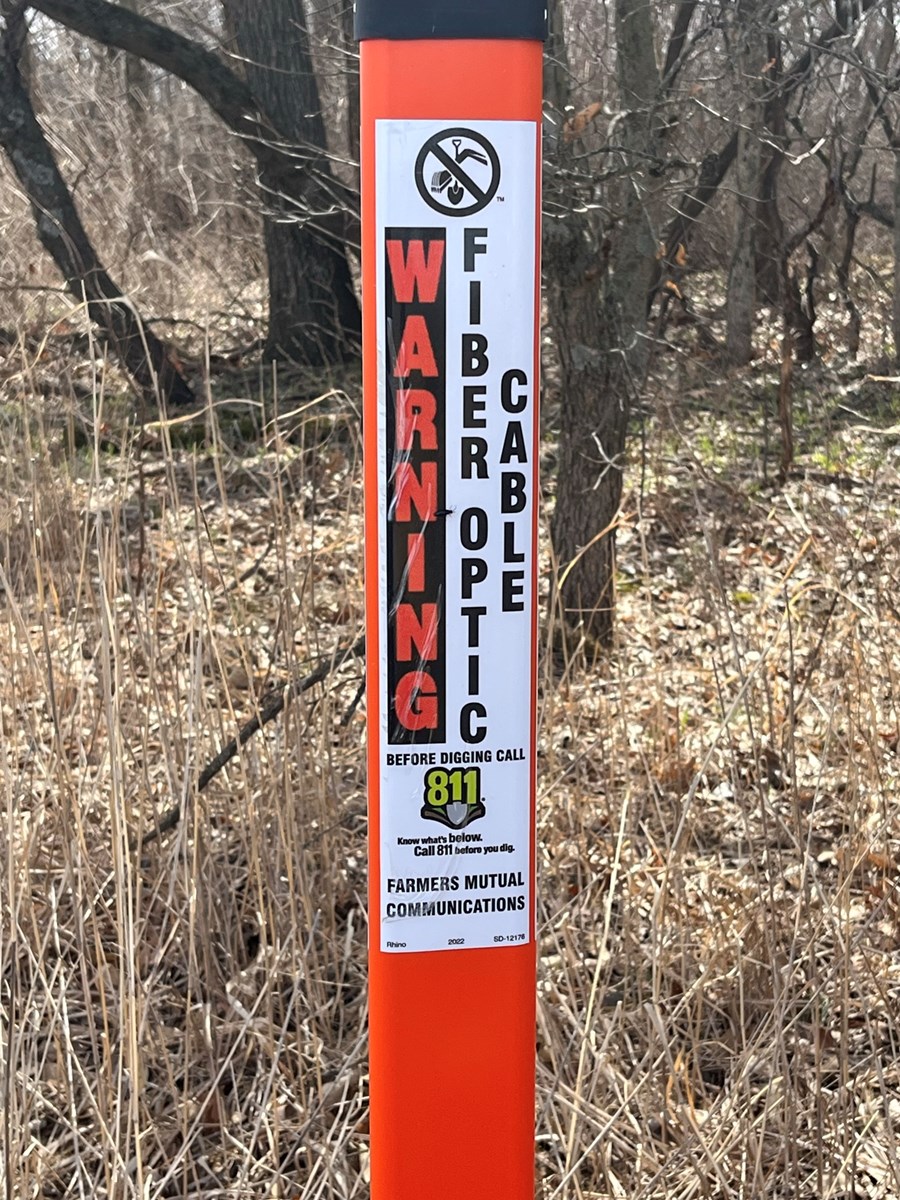 WARNING
FIBER OPTIC
CABLE
BEFORE DIGGING CALL
811
Know what's below.
Call 811 before you dig.
FARMERS MUTUAL
COMMUNICATIONS
Rhino 2022 SD-12176
™